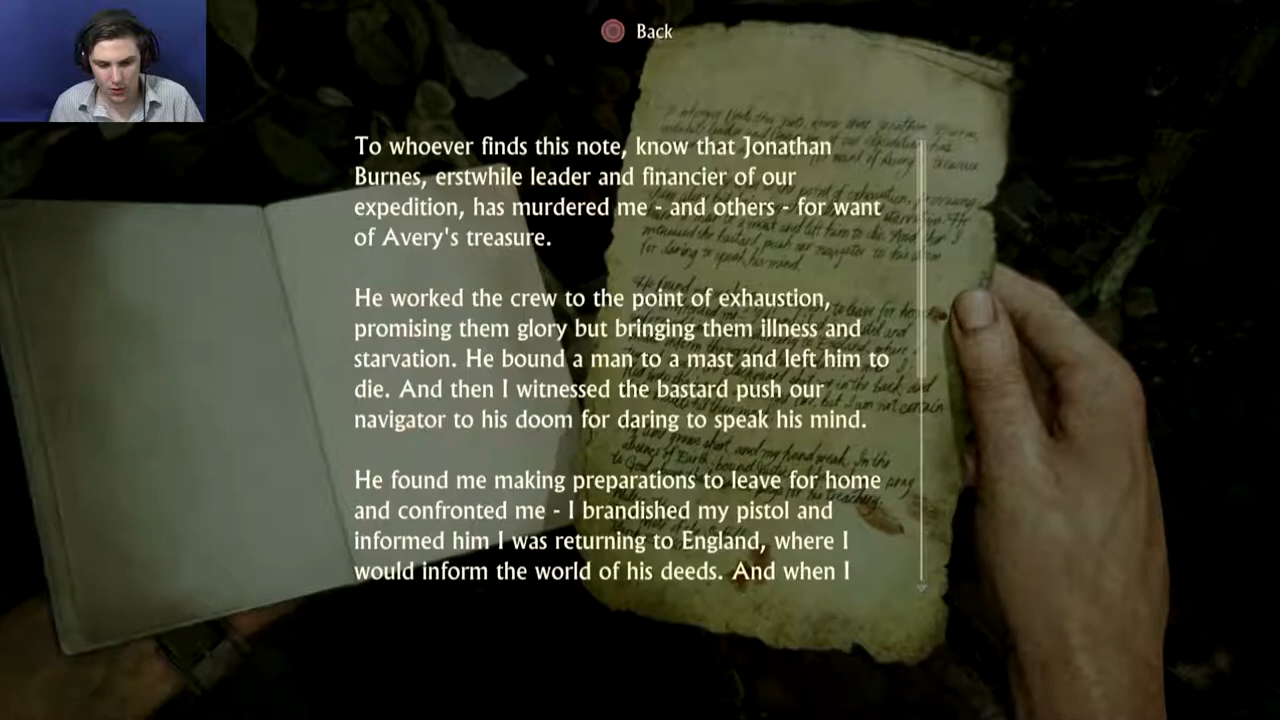 Back
To whoever finds this note, know that Jonathan
Burnes, erstwhile leader and financier of our
expedition, has murdered me - and others - for want
of Avery's treasure.
He worked the crew to the point of exhaustion,
promising them glory but bringing them illness and
starvation. He bound a man to a mast and left him to
die. And then I witnessed the bastard push our
navigator to his doom for daring to speak his mind.
He found me making preparations to leave for home
and confronted me - I brandished my pistol and
informed him I was returning to England, where I
would inform the world of his deeds. And when I